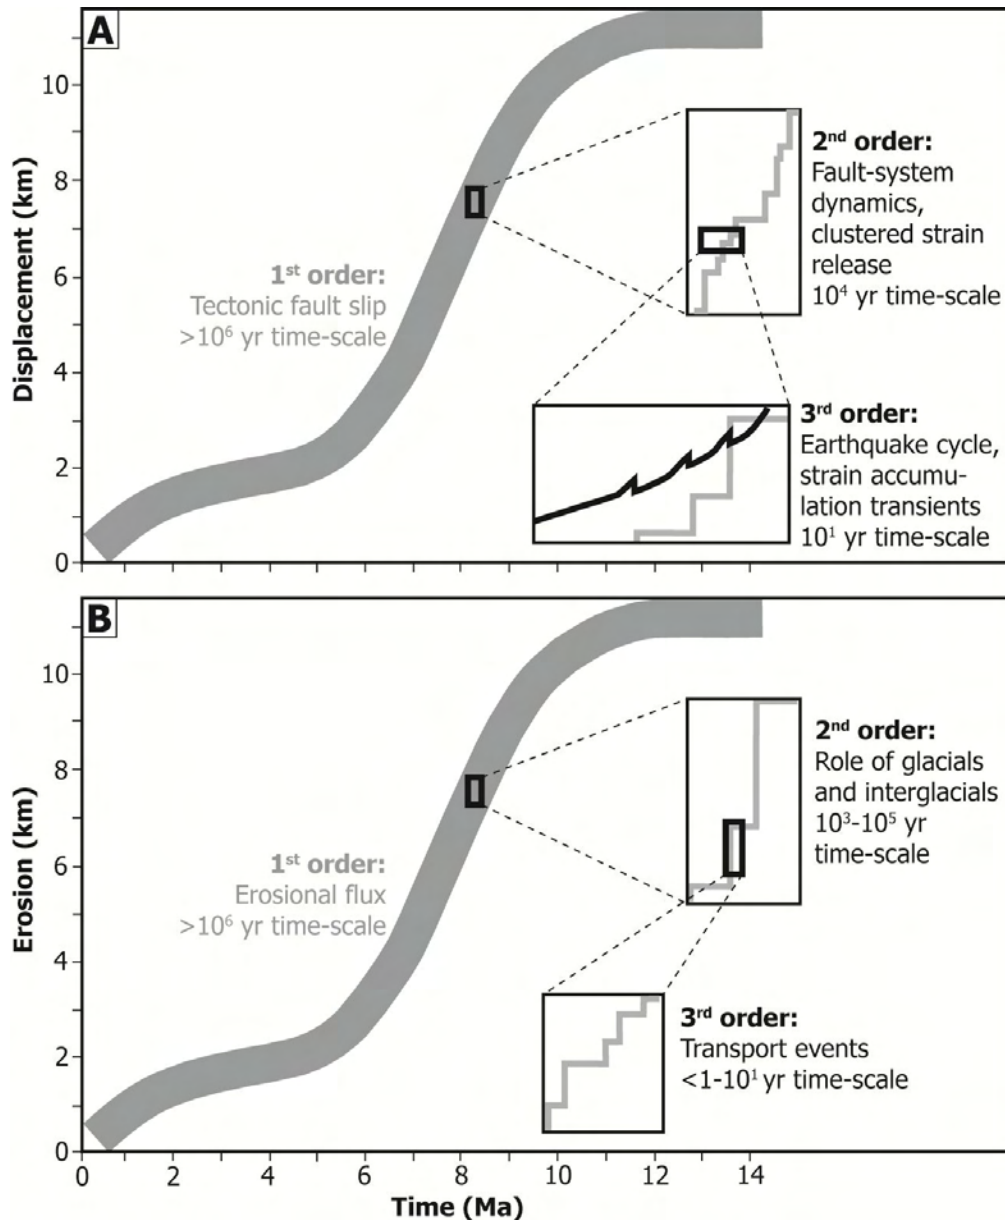 A
10
8
6
4
2
0
Displacement (km)
1st order:
Tectonic fault slip
>10⁶ yr time-scale
2nd order:
Fault-system
dynamics,
clustered strain
release
10⁴ yr time-scale
3rd order:
Earthquake cycle,
strain accumu-
lation transients
10¹ yr time-scale
B
10
8
6
4
2
0
Erosion (km)
1st order:
Erosional flux
>10⁶ yr time-scale
2nd order:
Role of glacials
and interglacials
10³-10⁵ yr
time-scale
3rd order:
Transport events
<1-10¹ yr time-scale
0 2 4 6 8 10 12 14
Time (Ma)